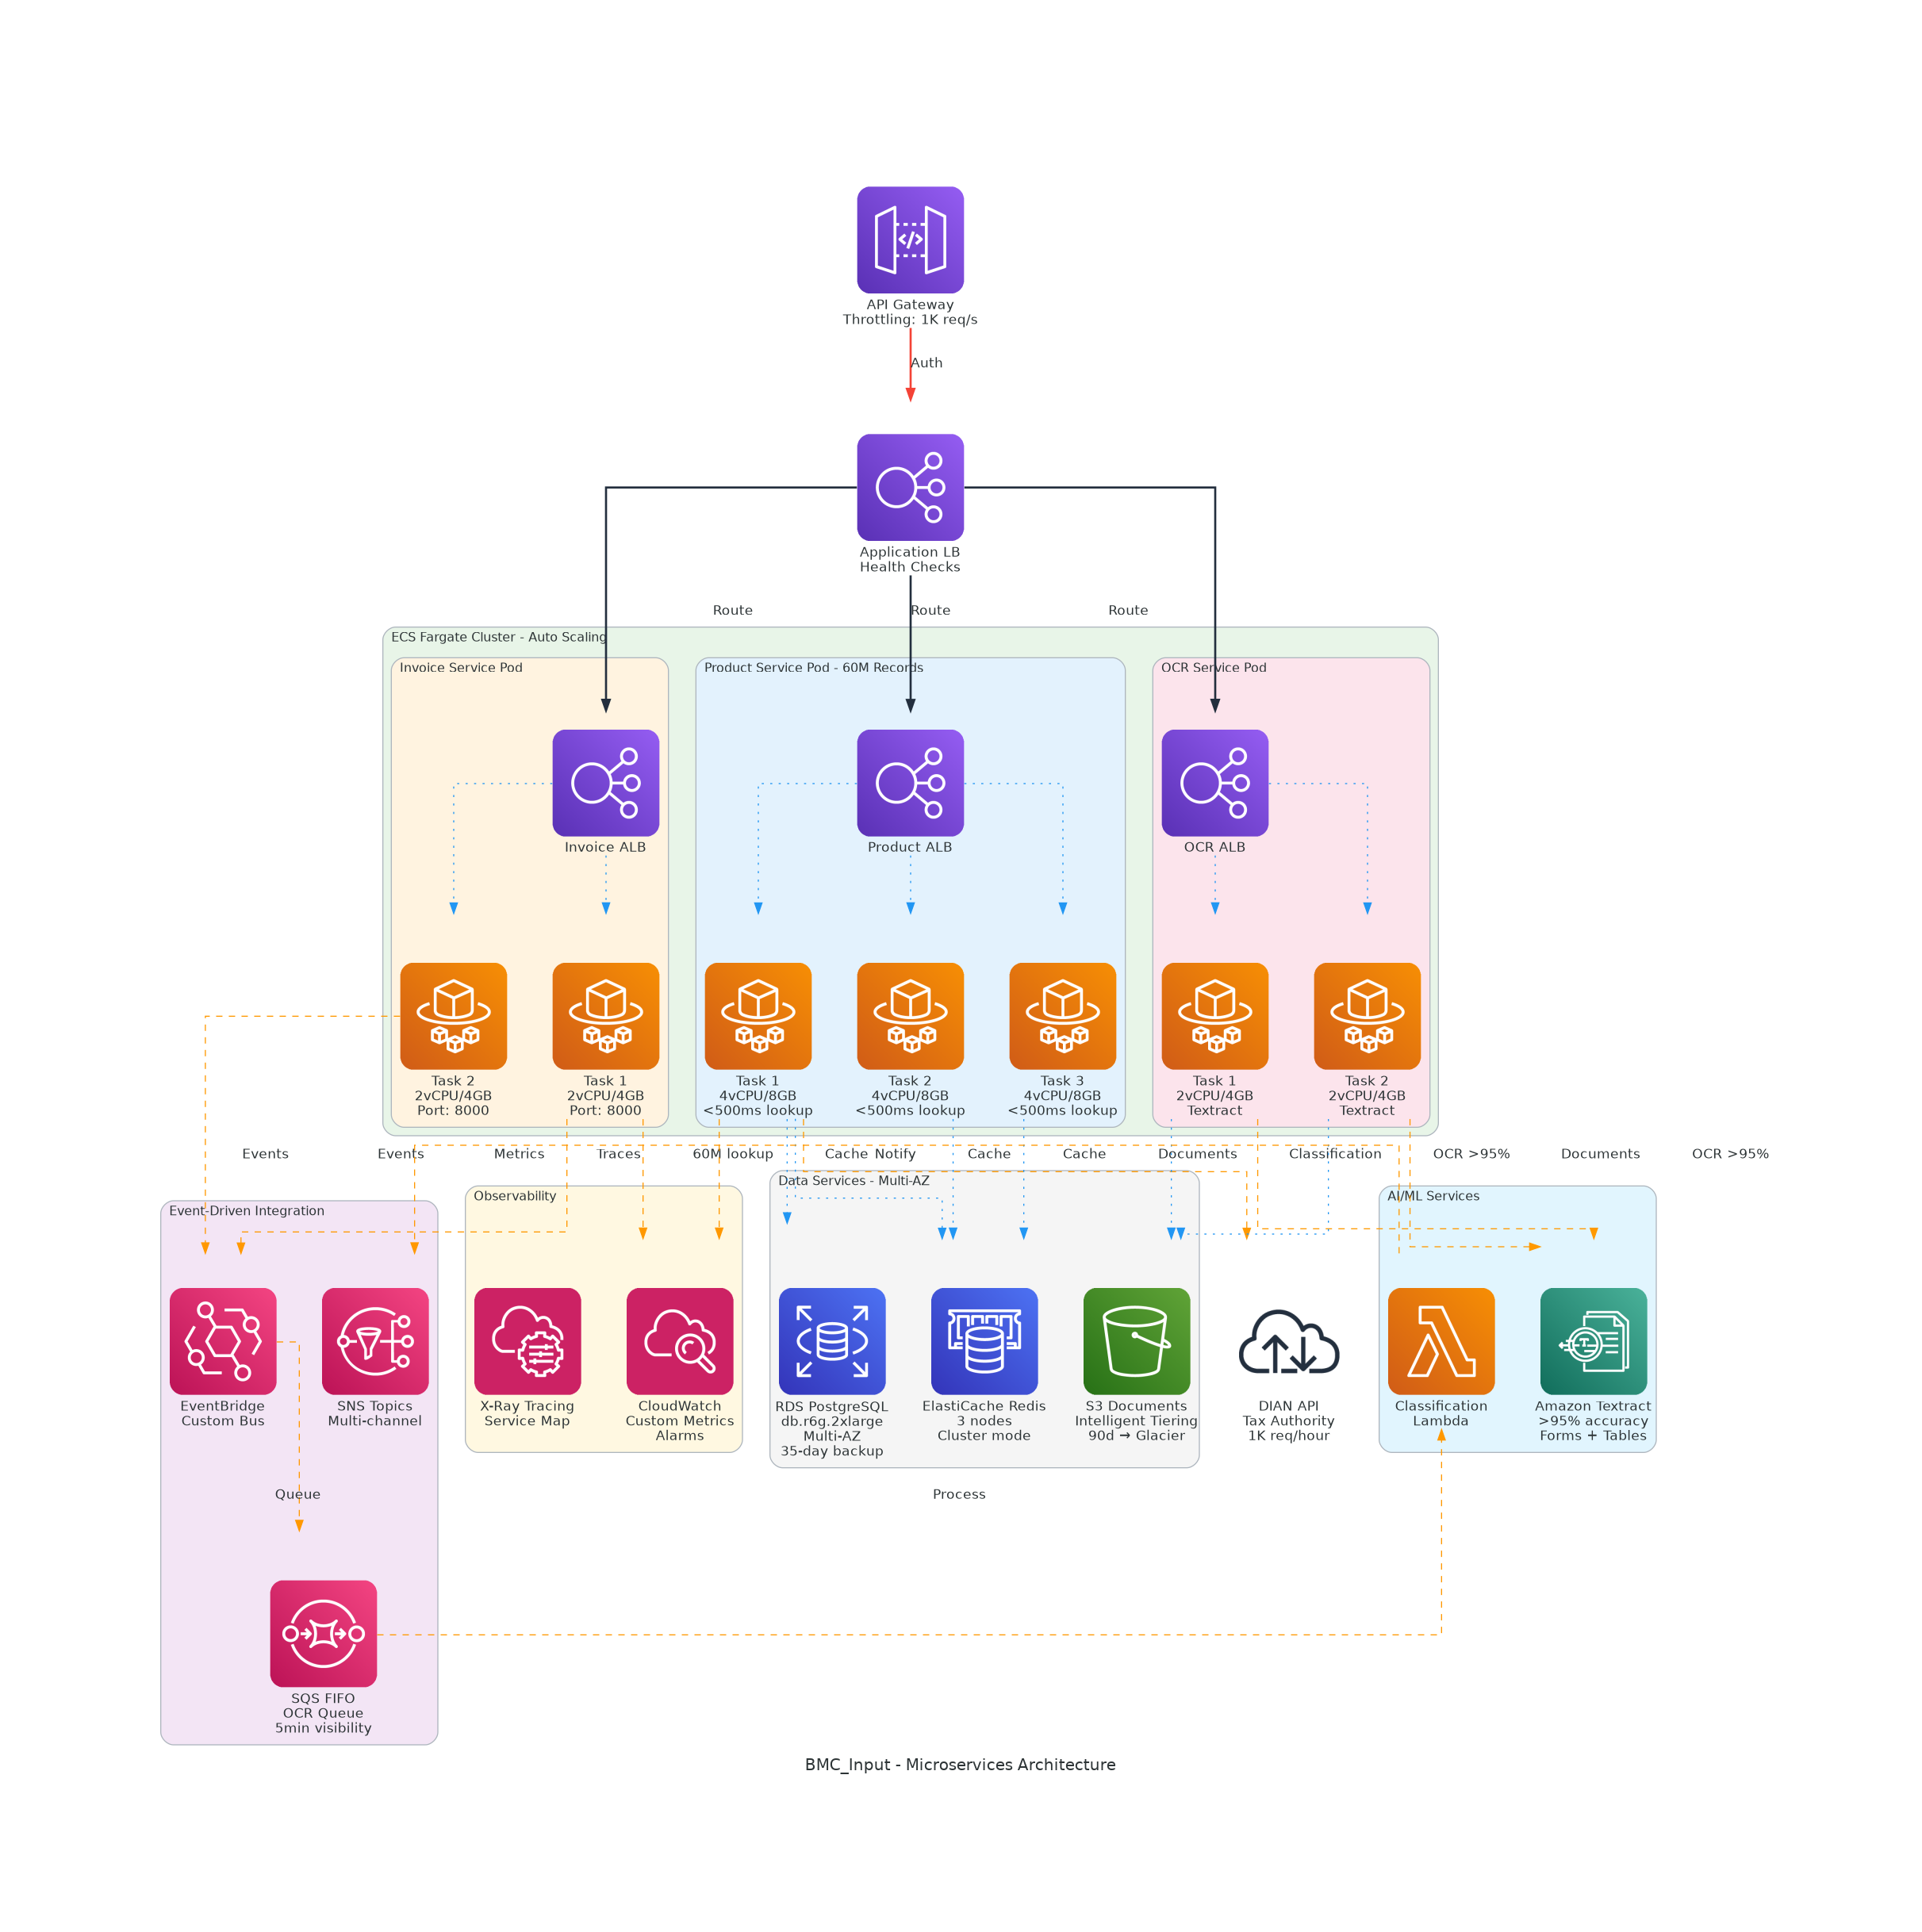 API Gateway
Throttling: 1K req/s
Auth
Application LB
Health Checks
Route
Route
Route
ECS Fargate Cluster - Auto Scaling
Invoice Service Pod
Product Service Pod - 60M Records
OCR Service Pod
Invoice ALB
Product ALB
OCR ALB
Task 2
2vCPU/4GB
Port: 8000
Task 1
2vCPU/4GB
Port: 8000
Task 1
4vCPU/8GB
<500ms lookup
Task 2
4vCPU/8GB
<500ms lookup
Task 3
4vCPU/8GB
<500ms lookup
Task 1
2vCPU/4GB
Textract
Task 2
2vCPU/4GB
Textract
Events
Events
Metrics
Traces
60M lookup
Cache
Notify
Cache
Cache
Documents
Classification
OCR >95%
Documents
OCR >95%
Event-Driven Integration
Observability
Data Services - Multi-AZ
AI/ML Services
EventBridge
Custom Bus
SNS Topics
Multi-channel
X-Ray Tracing
Service Map
CloudWatch
Custom Metrics
Alarms
RDS PostgreSQL
db.r6g.2xlarge
Multi-AZ
35-day backup
ElastiCache Redis
3 nodes
Cluster mode
S3 Documents
Intelligent Tiering
90d → Glacier
DIAN API
Tax Authority
1K req/hour
Classification
Lambda
Amazon Textract
>95% accuracy
Forms + Tables
Queue
Process
SQS FIFO
OCR Queue
5min visibility
BMC_Input - Microservices Architecture